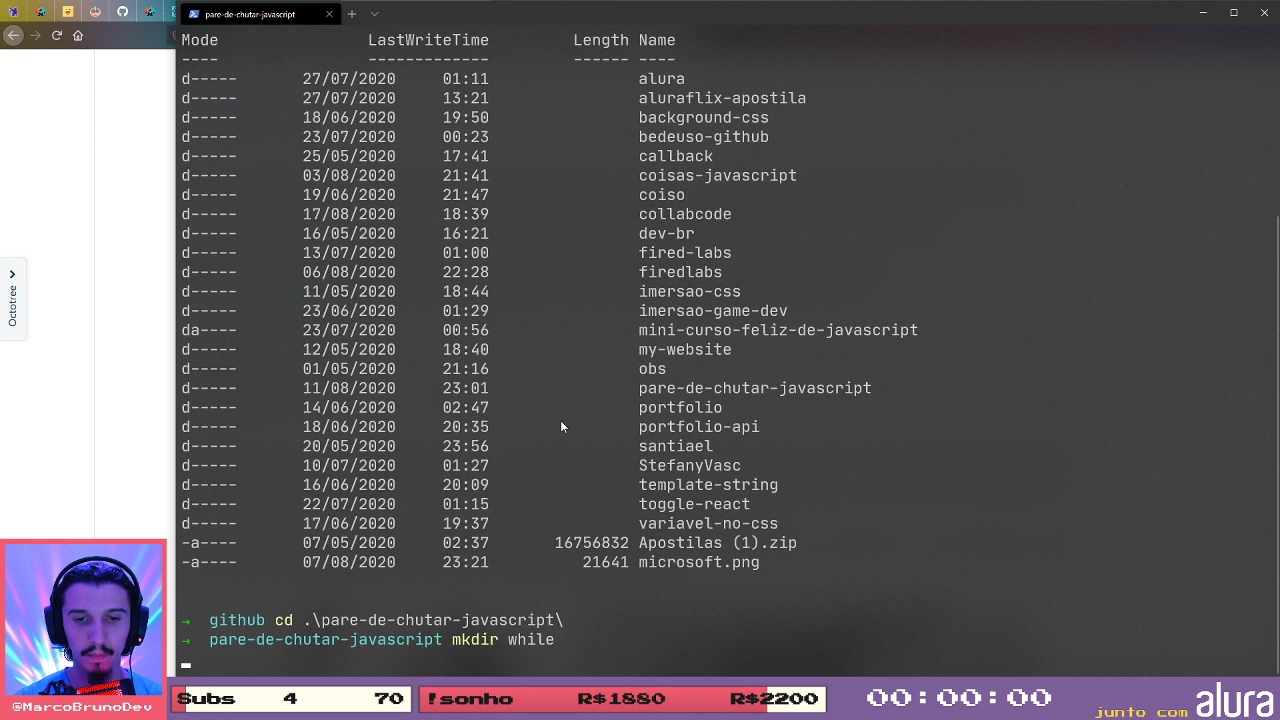 pare-de-chutar-javascript
Mode LastWriteTime Length Name
---- ------------- ------ ----
d----- 27/07/2020 01:11 alura
d----- 27/07/2020 13:21 aluraflix-apostila
d----- 18/06/2020 19:50 background-css
d----- 23/07/2020 00:23 bedeuso-github
d----- 25/05/2020 17:41 callback
d----- 03/08/2020 21:41 coisas-javascript
d----- 19/06/2020 21:47 coiso
d----- 17/08/2020 18:39 collabcode
d----- 16/05/2020 16:21 dev-br
d----- 13/07/2020 01:00 fired-labs
d----- 06/08/2020 22:28 firedlabs
d----- 11/05/2020 18:44 imersao-css
d----- 23/06/2020 01:29 imersao-game-dev
da---- 23/07/2020 00:56 mini-curso-feliz-de-javascript
d----- 12/05/2020 18:40 my-website
d----- 01/05/2020 21:16 obs
d----- 11/08/2020 23:01 pare-de-chutar-javascript
d----- 14/06/2020 02:47 portfolio
d----- 18/06/2020 20:35 portfolio-api
d----- 20/05/2020 23:56 santiael
d----- 10/07/2020 01:27 StefanyVasc
d----- 16/06/2020 20:09 template-string
d----- 22/07/2020 01:15 toggle-react
d----- 17/06/2020 19:37 variavel-no-css
-a---- 07/05/2020 02:37 16756832 Apostilas (1).zip
-a---- 07/08/2020 23:21 21641 microsoft.png
→ github cd .\pare-de-chutar-javascript\
→ pare-de-chutar-javascript mkdir while
Octotree
@MarcoBrunoDev
Subs 4 70
!sonho R$1880 R$2200
00:00:00
junto com alura